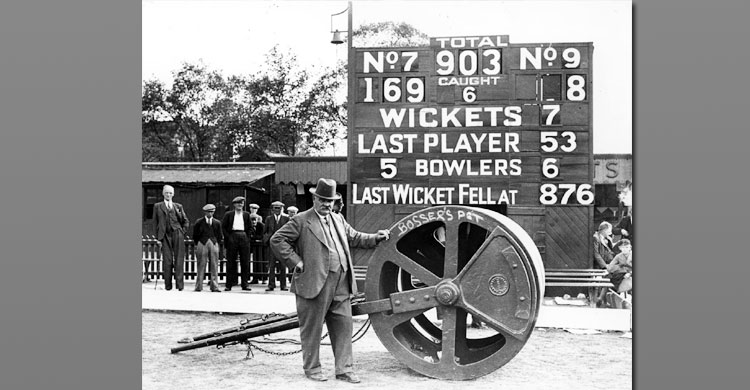 TOTAL
No7 903 No9
CAUGHT
169 6 8
WICKETS 7
LAST PLAYER 53
5 BOWLERS 6
LAST WICKET FELL AT 876
BOSSER'S PET